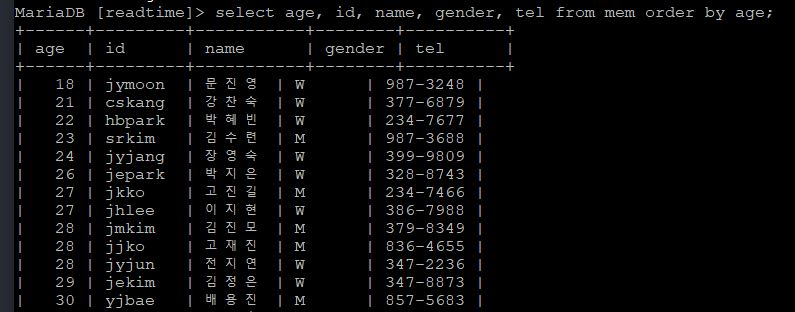 MariaDB [readtime]> select age, id, name, gender, tel from mem order by age;
+------+--------+-----------+--------+----------+
| age | id | name | gender | tel |
+------+--------+-----------+--------+----------+
| 18 | jymoon | 문진영 | W | 987-3248 |
| 21 | cskang | 강찬숙 | W | 377-6879 |
| 22 | hbpark | 박혜빈 | W | 234-7677 |
| 23 | srkim | 김수련 | M | 987-3688 |
| 24 | jyjang | 장영숙 | W | 399-9809 |
| 26 | jepark | 박지은 | W | 328-8743 |
| 27 | jkko | 고진길 | M | 234-7466 |
| 27 | jhlee | 이지현 | W | 386-7988 |
| 28 | jmkim | 김진모 | M | 379-8349 |
| 28 | jjko | 고재진 | M | 836-4655 |
| 28 | jyjun | 전지연 | W | 347-2236 |
| 29 | jekim | 김정은 | W | 347-8873 |
| 30 | yjbae | 배용진 | M | 857-5683 |